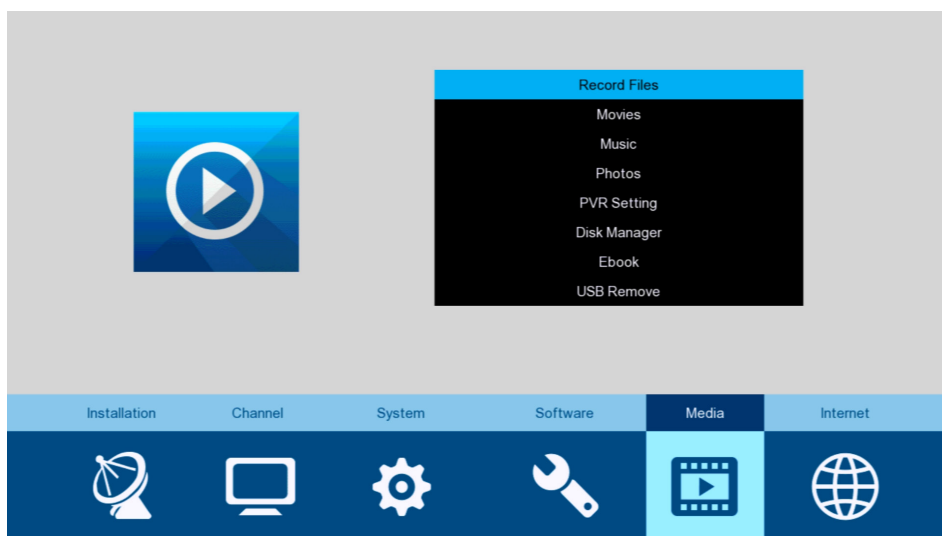 Record Files
Movies
Music
Photos
PVR Setting
Disk Manager
Ebook
USB Remove
Installation Channel System Software Media Internet